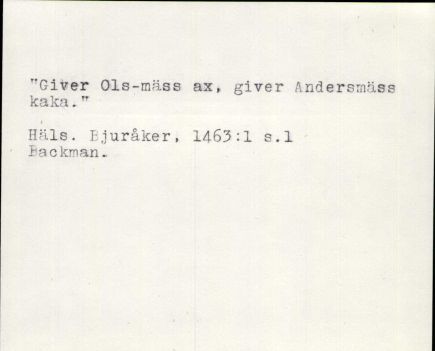 "Giver Ols-mäss ax, giver Andersmäss
kaka."
Häls. Bjuråker, 1463:1 s.1
Backman.